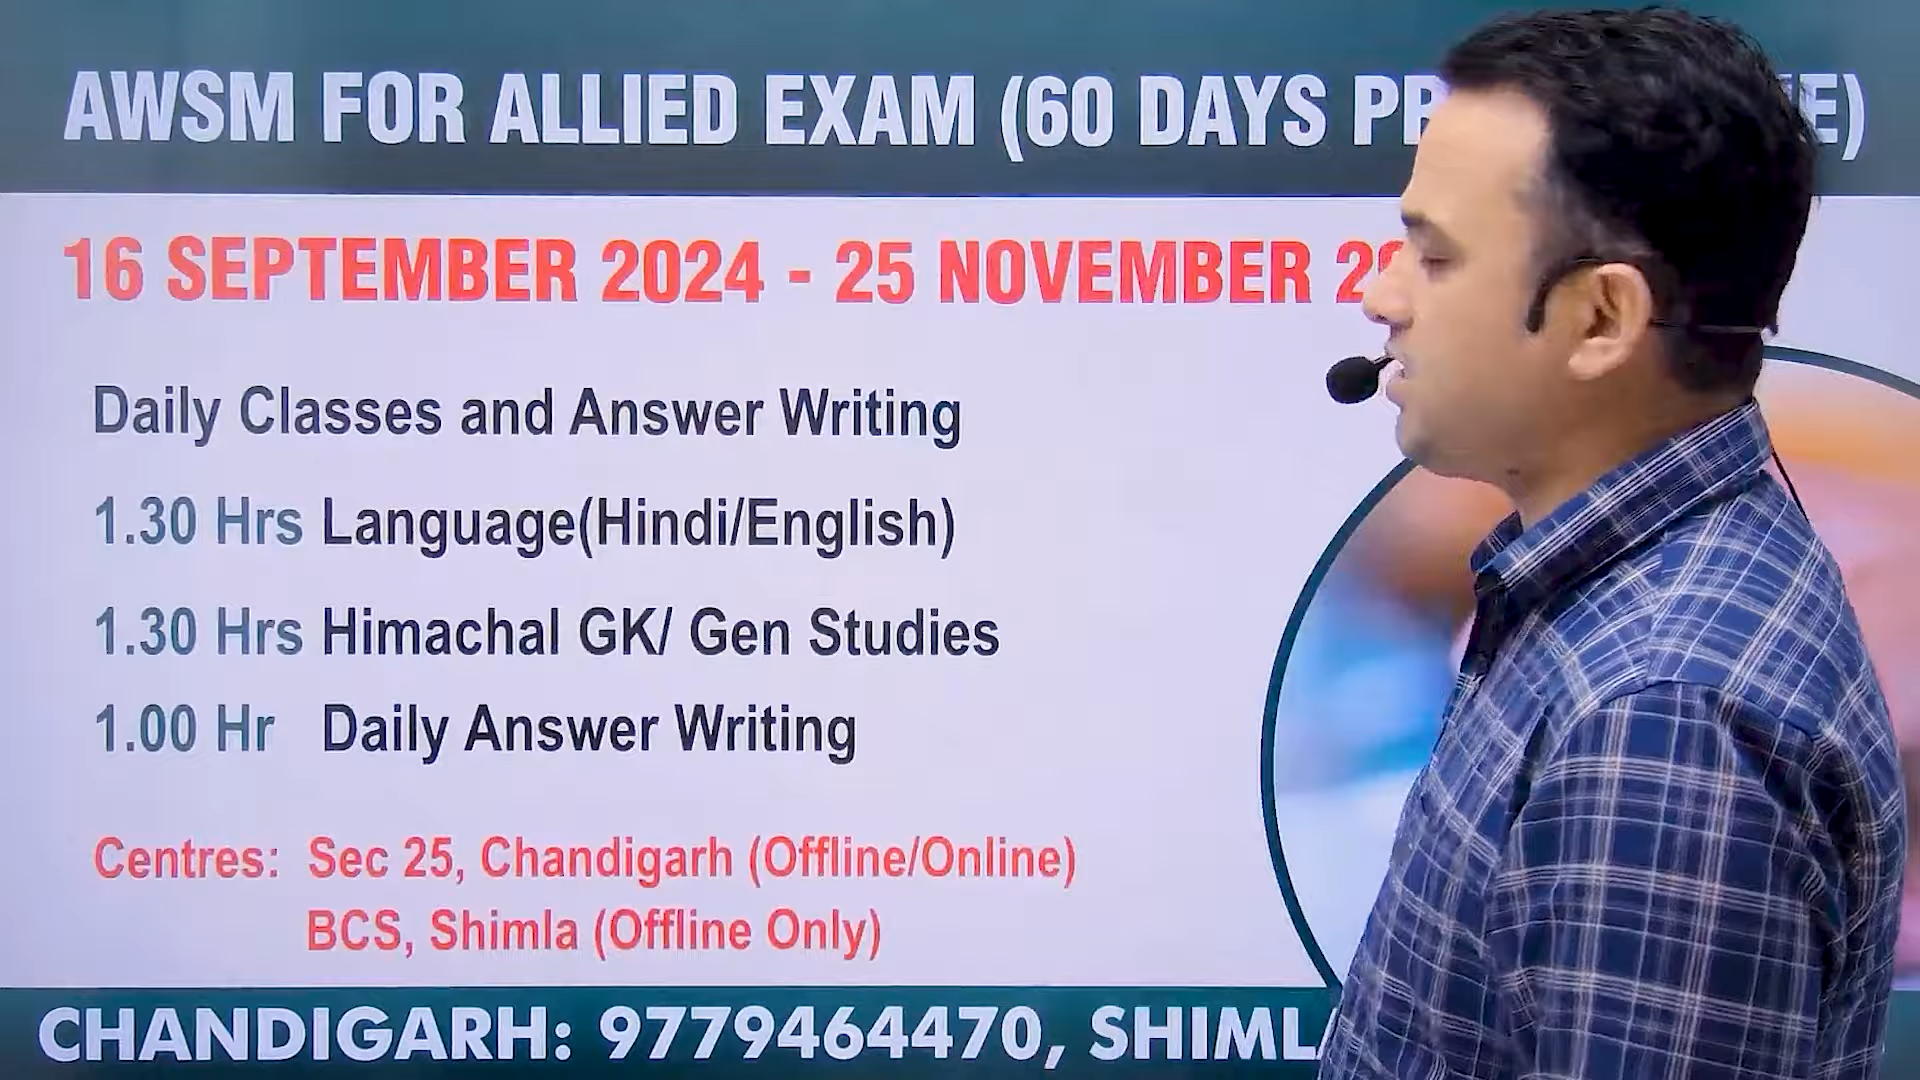 AWSM FOR ALLIED EXAM (60 DAYS
16 SEPTEMBER 2024 - 25 NOVEMBER
Daily Classes and Answer Writing
1.30 Hrs Language(Hindi/English)
1.30 Hrs Himachal GK/ Gen Studies
1.00 Hr Daily Answer Writing
Centres: Sec 25, Chandigarh (Offline/Online)
BCS, Shimla (Offline Only)
CHANDIGARH: 9779464470,